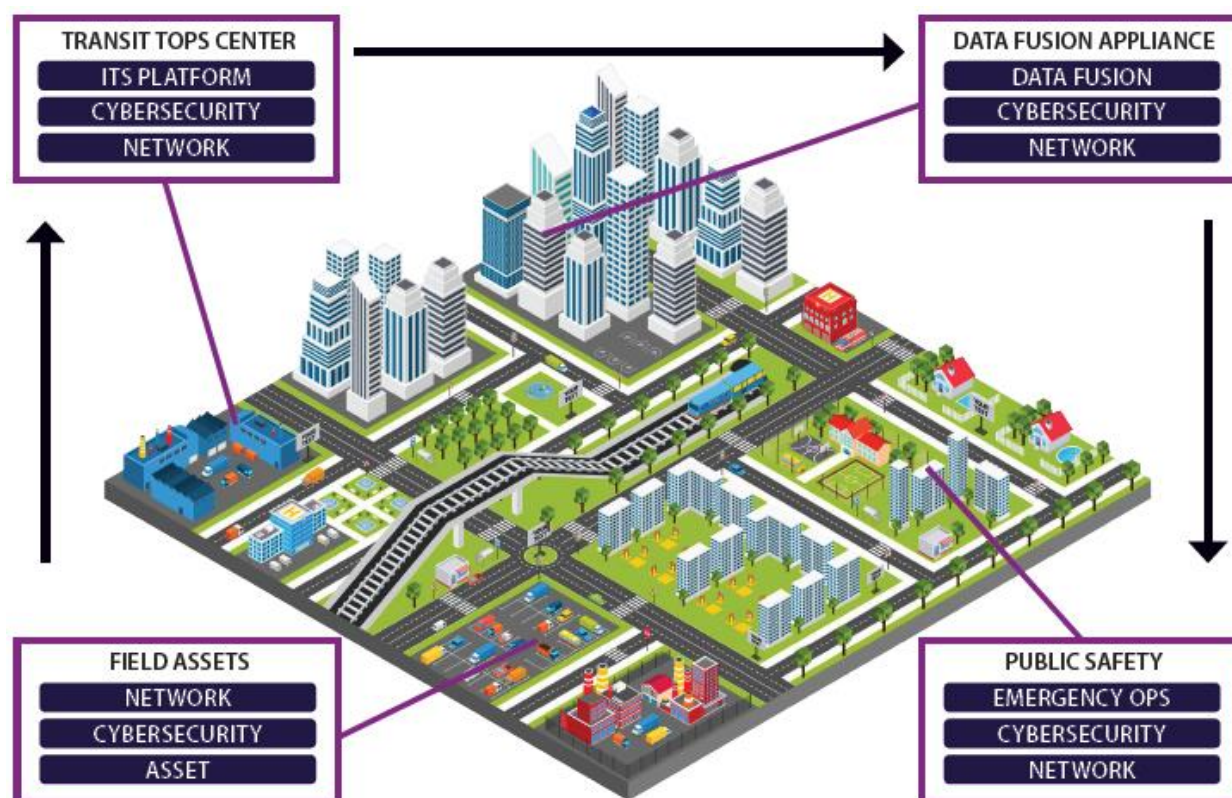 TRANSIT TOPS CENTER
ITS PLATFORM
CYBERSECURITY
NETWORK
DATA FUSION APPLIANCE
DATA FUSION
CYBERSECURITY
NETWORK
FIELD ASSETS
NETWORK
CYBERSECURITY
ASSET
PUBLIC SAFETY
EMERGENCY OPS
CYBERSECURITY
NETWORK